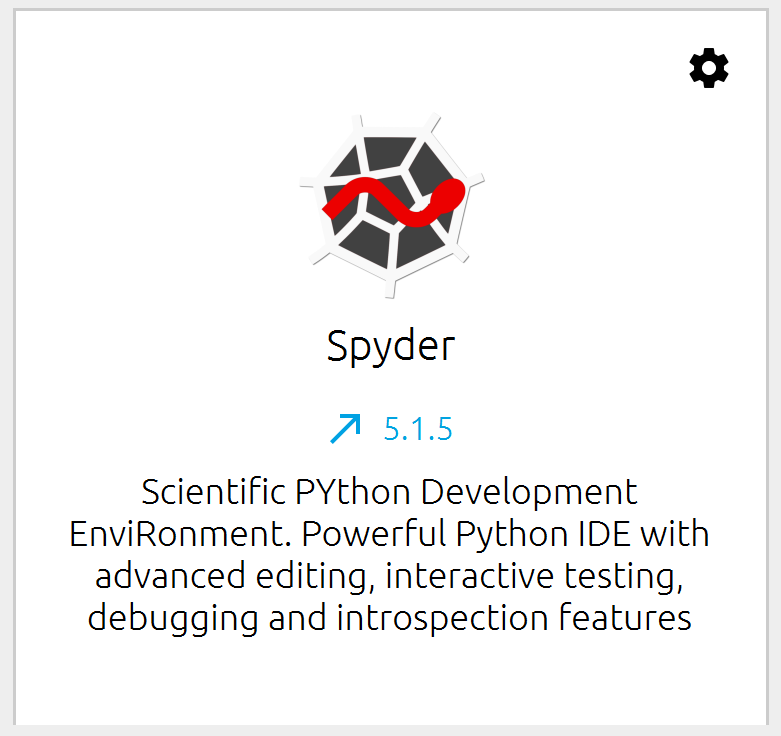 Spyder
5.1.5
Scientific PYthon Development
EnviRonment. Powerful Python IDE with
advanced editing, interactive testing,
debugging and introspection features